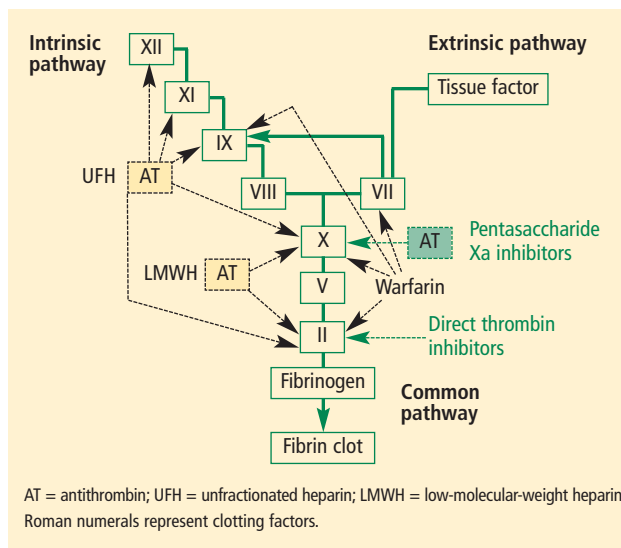 Intrinsic
pathway
XII
Extrinsic pathway
XI
Tissue factor
IX
UFH AT
VIII
VII
X
AT
Pentasaccharide
Xa inhibitors
LMWH AT
V
Warfarin
II
Direct thrombin
inhibitors
Fibrinogen
Common
pathway
Fibrin clot
AT = antithrombin; UFH = unfractionated heparin; LMWH = low-molecular-weight heparin
Roman numerals represent clotting factors.